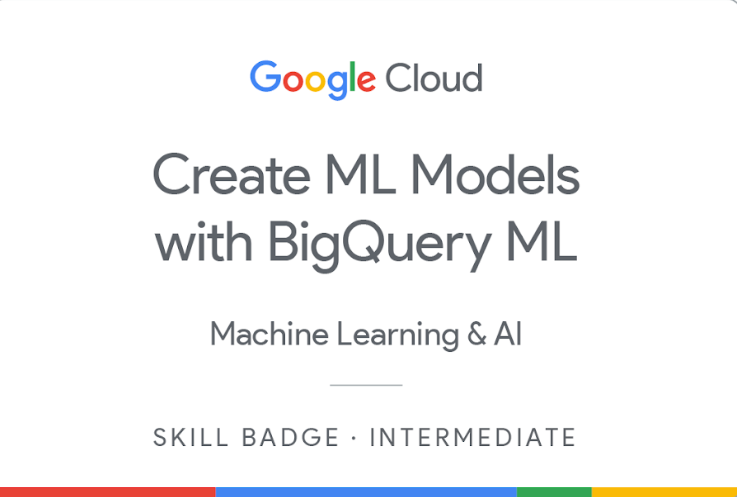 Google Cloud
Create ML Models
with BigQuery ML
Machine Learning & AI
SKILL BADGE · INTERMEDIATE